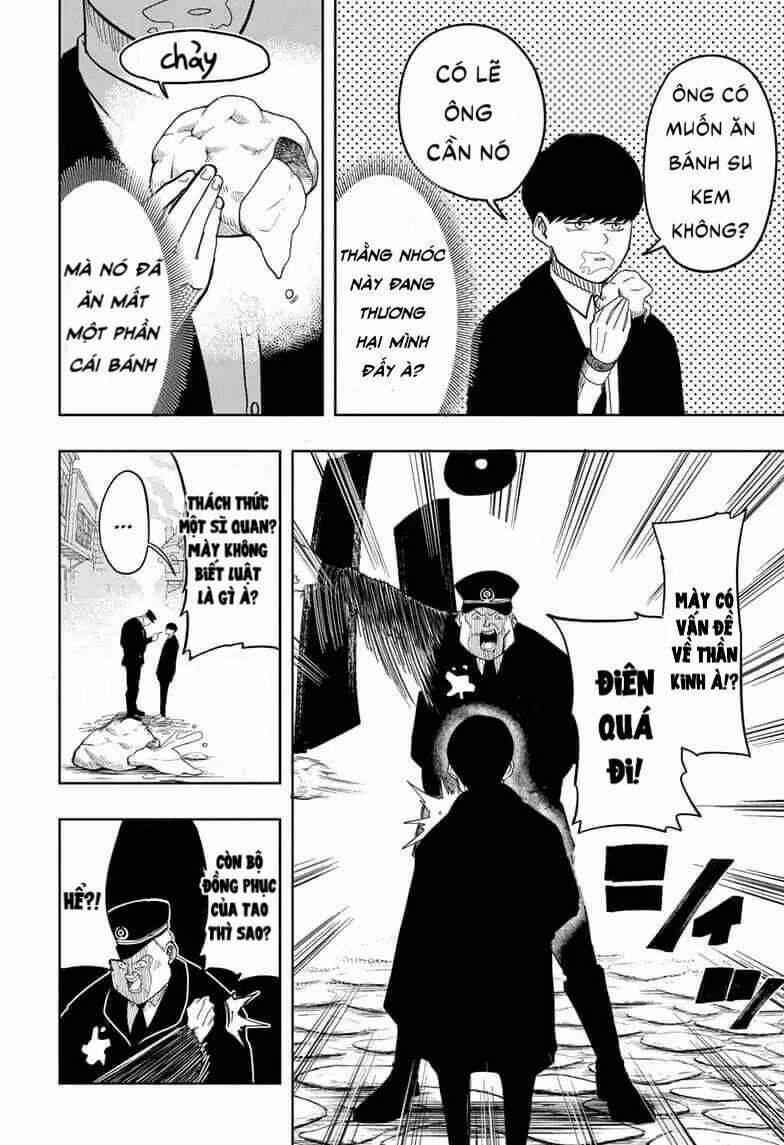 ÔNG CÓ
MUỐN ĂN
BÁNH SU
KEM
KHÔNG?
CÓ LẼ
ÔNG
CẦN NÓ
THẰNG NHÓC
NÀY ĐANG
THƯƠNG
HẠI MÌNH
ĐẤY À?
chảy
MÀ NÓ ĐÃ
ĂN MẤT
MỘT PHẦN
CÁI BÁNH
MÀY CÓ
VẤN ĐỀ
VỀ THẦN
KINH À!?
ĐIÊN
QUÁ
ĐI!
THÁCH THỨC
MỘT SĨ QUAN?
MÀY KHÔNG
BIẾT LUẬT
LÀ GÌ À?
...
CÒN BỘ
ĐỒNG PHỤC
CỦA TAO
THÌ SAO?
HỂ?!